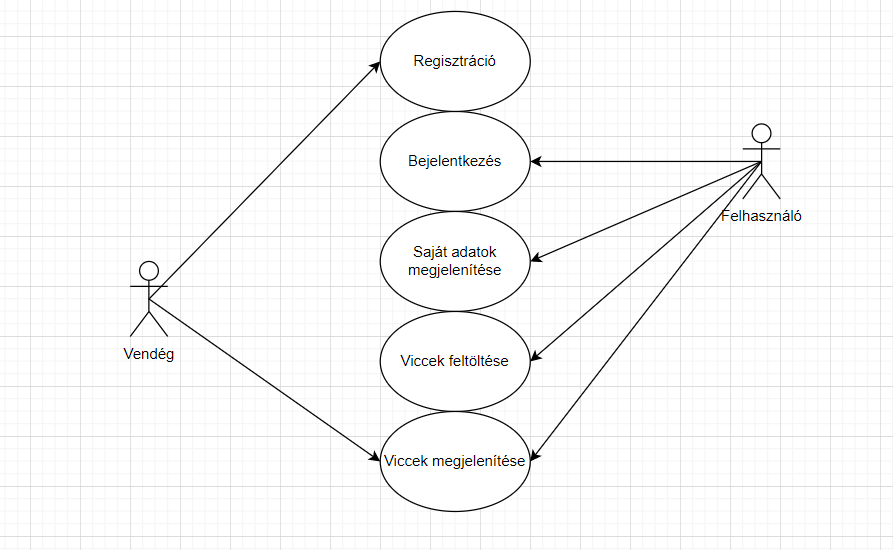 Regisztráció
Bejelentkezés
Felhasználó
Saját adatok
megjelenítése
Vendég
Viccek feltöltése
Viccek megjelenítése